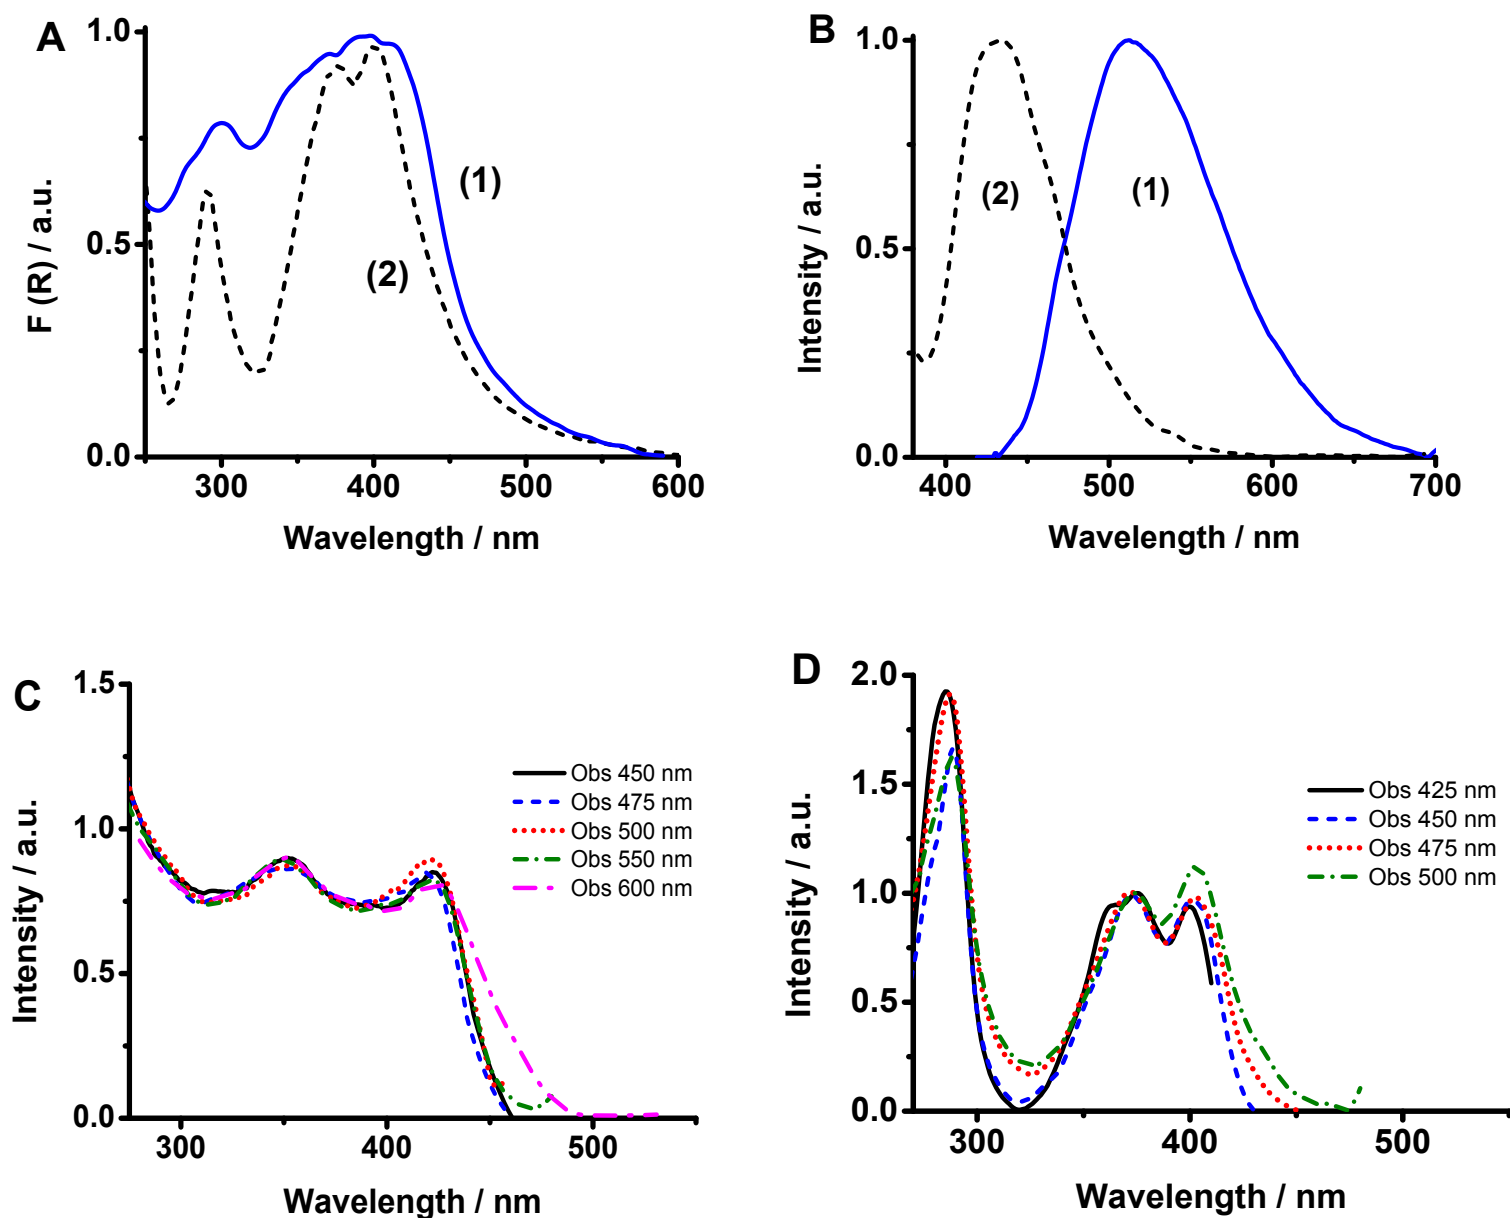 A
1.0
0.5
0.0
F (R) / a.u.
(1)
(2)
300
400
500
600
Wavelength / nm
B
1.0
0.5
0.0
Intensity / a.u.
(2)
(1)
400
500
600
700
Wavelength / nm
C
1.5
1.0
0.5
0.0
Intensity / a.u.
Obs 450 nm
Obs 475 nm
Obs 500 nm
Obs 550 nm
Obs 600 nm
300
400
500
Wavelength / nm
D
2.0
1.5
1.0
0.5
0.0
Intensity / a.u.
Obs 425 nm
Obs 450 nm
Obs 475 nm
Obs 500 nm
300
400
500
Wavelength / nm